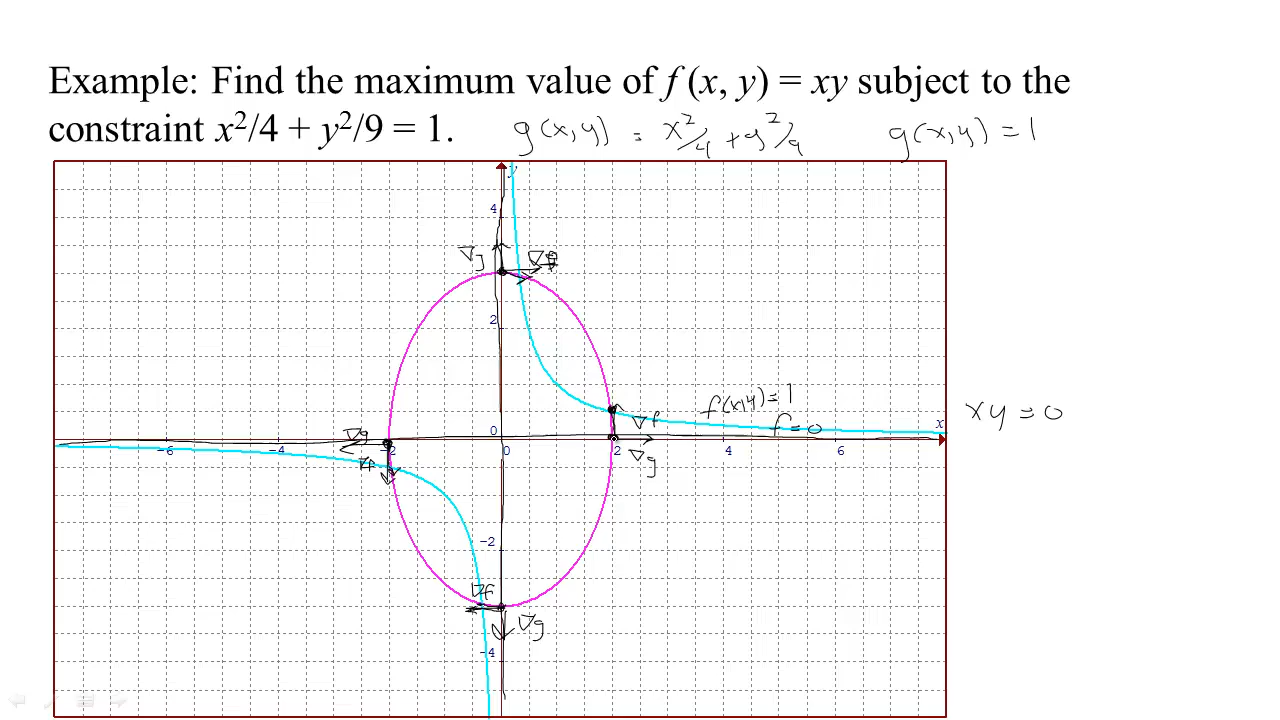 Example: Find the maximum value of f (x, y) = xy subject to the
constraint x²/4 + y²/9 = 1. g(x,y) = x²/4 + y²/9 g(x,y) = 1
y
4
∇g
2
f(x,y) = 1
xy = 0
∇f
x
0
f = 0
∇g
-6 -4 -2 0 2 4 6
∇f ∇g
-2
∇f
∇g
-4